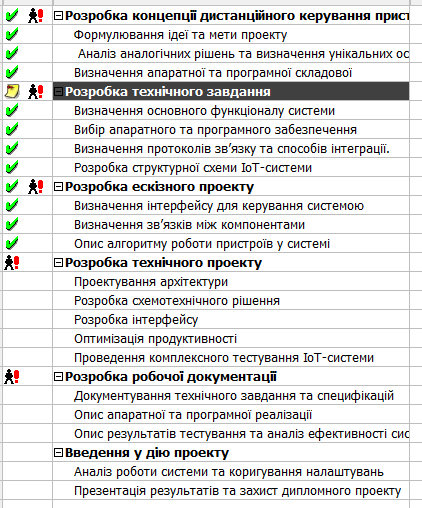 Розробка концепції дистанційного керування прист
Формулювання ідеї та мети проекту
Аналіз аналогічних рішень та визначення унікальних ос
Визначення апаратної та програмної складової
Розробка технічного завдання
Визначення основного функціоналу системи
Вибір апаратного та програмного забезпечення
Визначення протоколів зв’язку та способів інтеграції.
Розробка структурної схеми IoT-системи
Розробка ескізного проекту
Визначення інтерфейсу для керування системою
Визначення зв’язків між компонентами
Опис алгоритму роботи пристроїв у системі
Розробка технічного проекту
Проектування архітектури
Розробка схемотехнічного рішення
Розробка інтерфейсу
Оптимізація продуктивності
Проведення комплексного тестування IoT-системи
Розробка робочої документації
Документування технічного завдання та специфікацій
Опис апаратної та програмної реалізації
Опис результатів тестування та аналіз ефективності сис
Введення у дію проекту
Аналіз роботи системи та коригування налаштувань
Презентація результатів та захист дипломного проекту